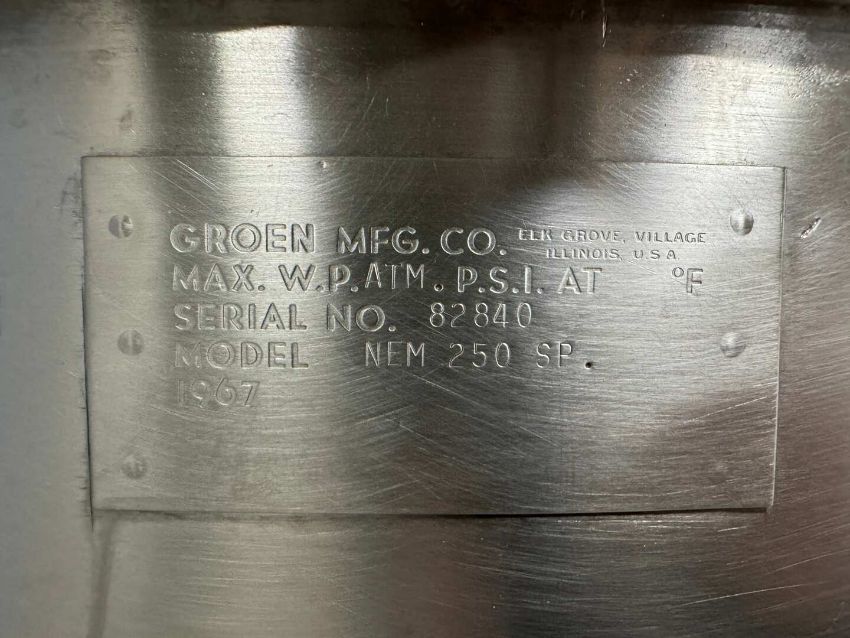 GROEN MFG. CO. ELK GROVE, VILLAGE
ILLINOIS, U.S.A
MAX. W.P. ATM. P.S.I. AT °F
SERIAL NO. 82840
MODEL NEM 250 SP.
1967